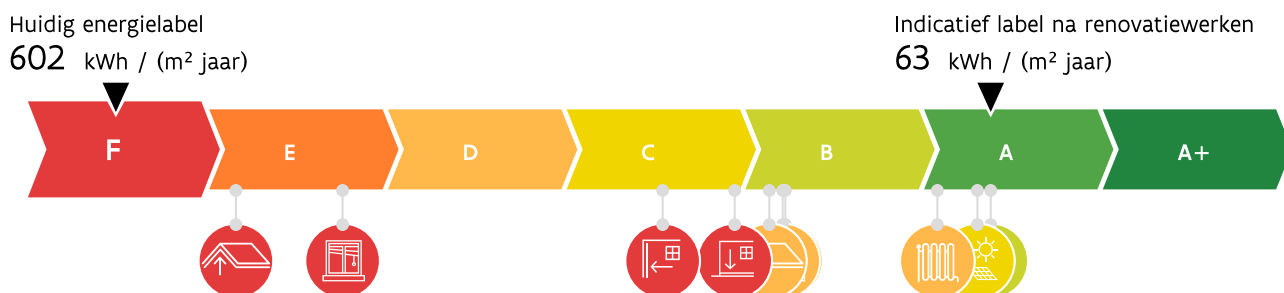 Huidig energielabel
602 kWh / (m² jaar)
Indicatief label na renovatiewerken
63 kWh / (m² jaar)
F E D C B A A+